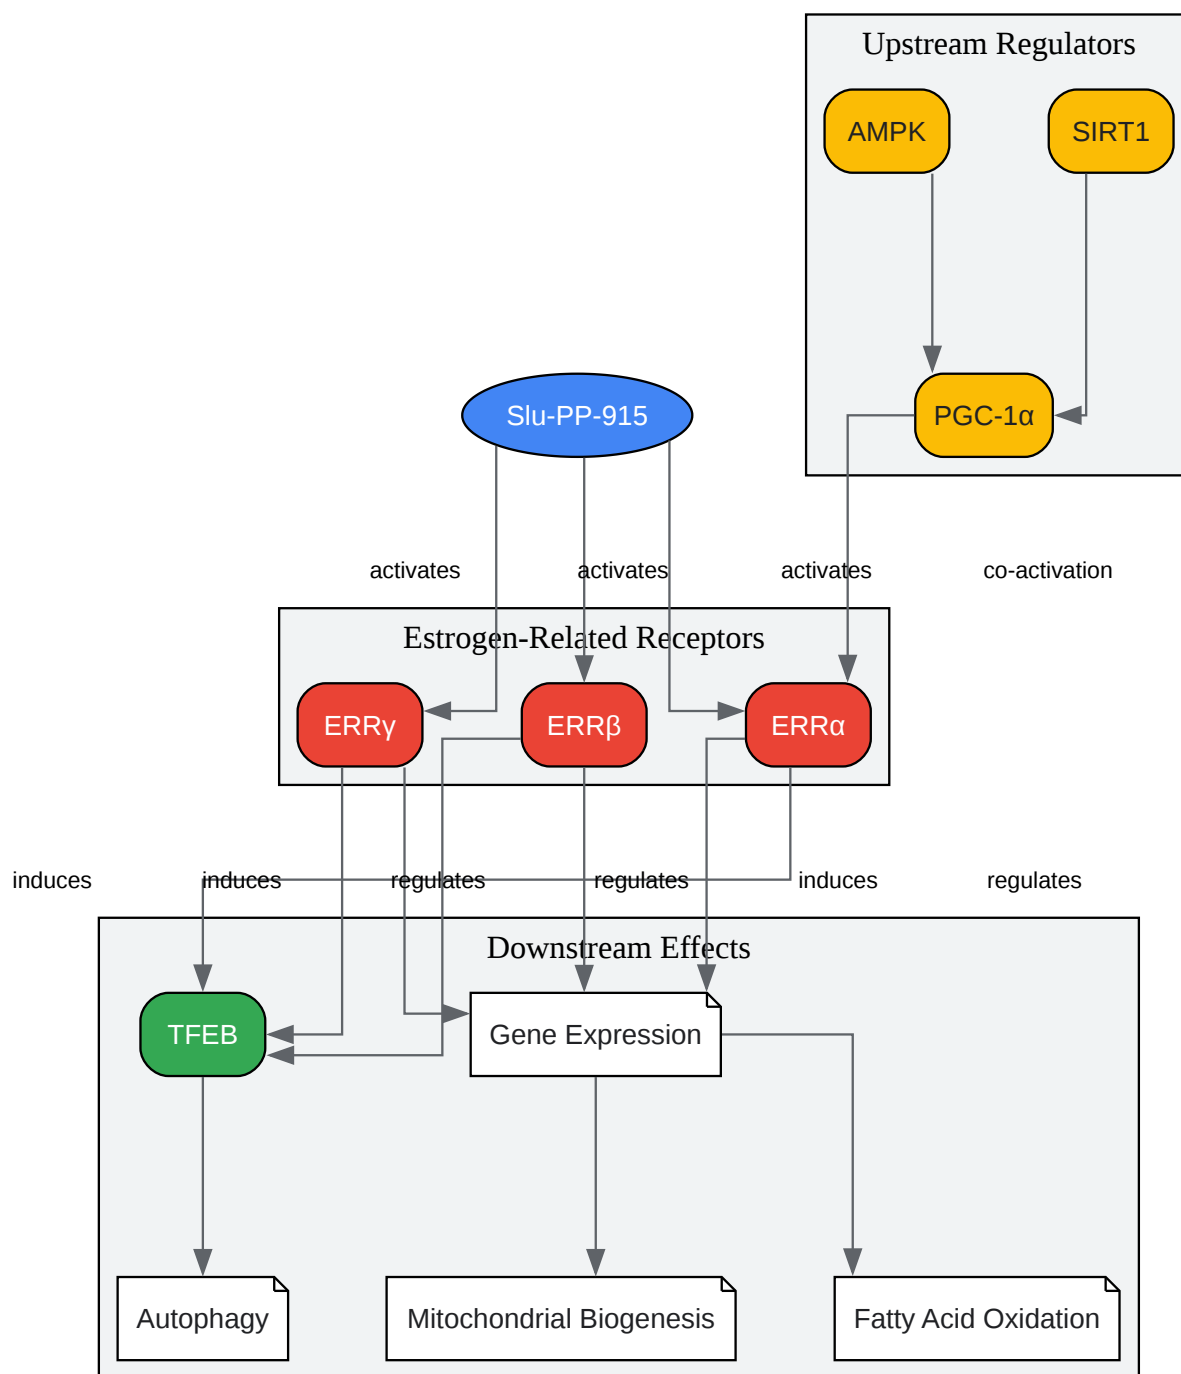 Upstream Regulators
AMPK
SIRT1
PGC-1α
Slu-PP-915
activates
activates
activates
co-activation
Estrogen-Related Receptors
ERRγ
ERRβ
ERRα
induces
induces
regulates
regulates
induces
regulates
Downstream Effects
TFEB
Gene Expression
Autophagy
Mitochondrial Biogenesis
Fatty Acid Oxidation